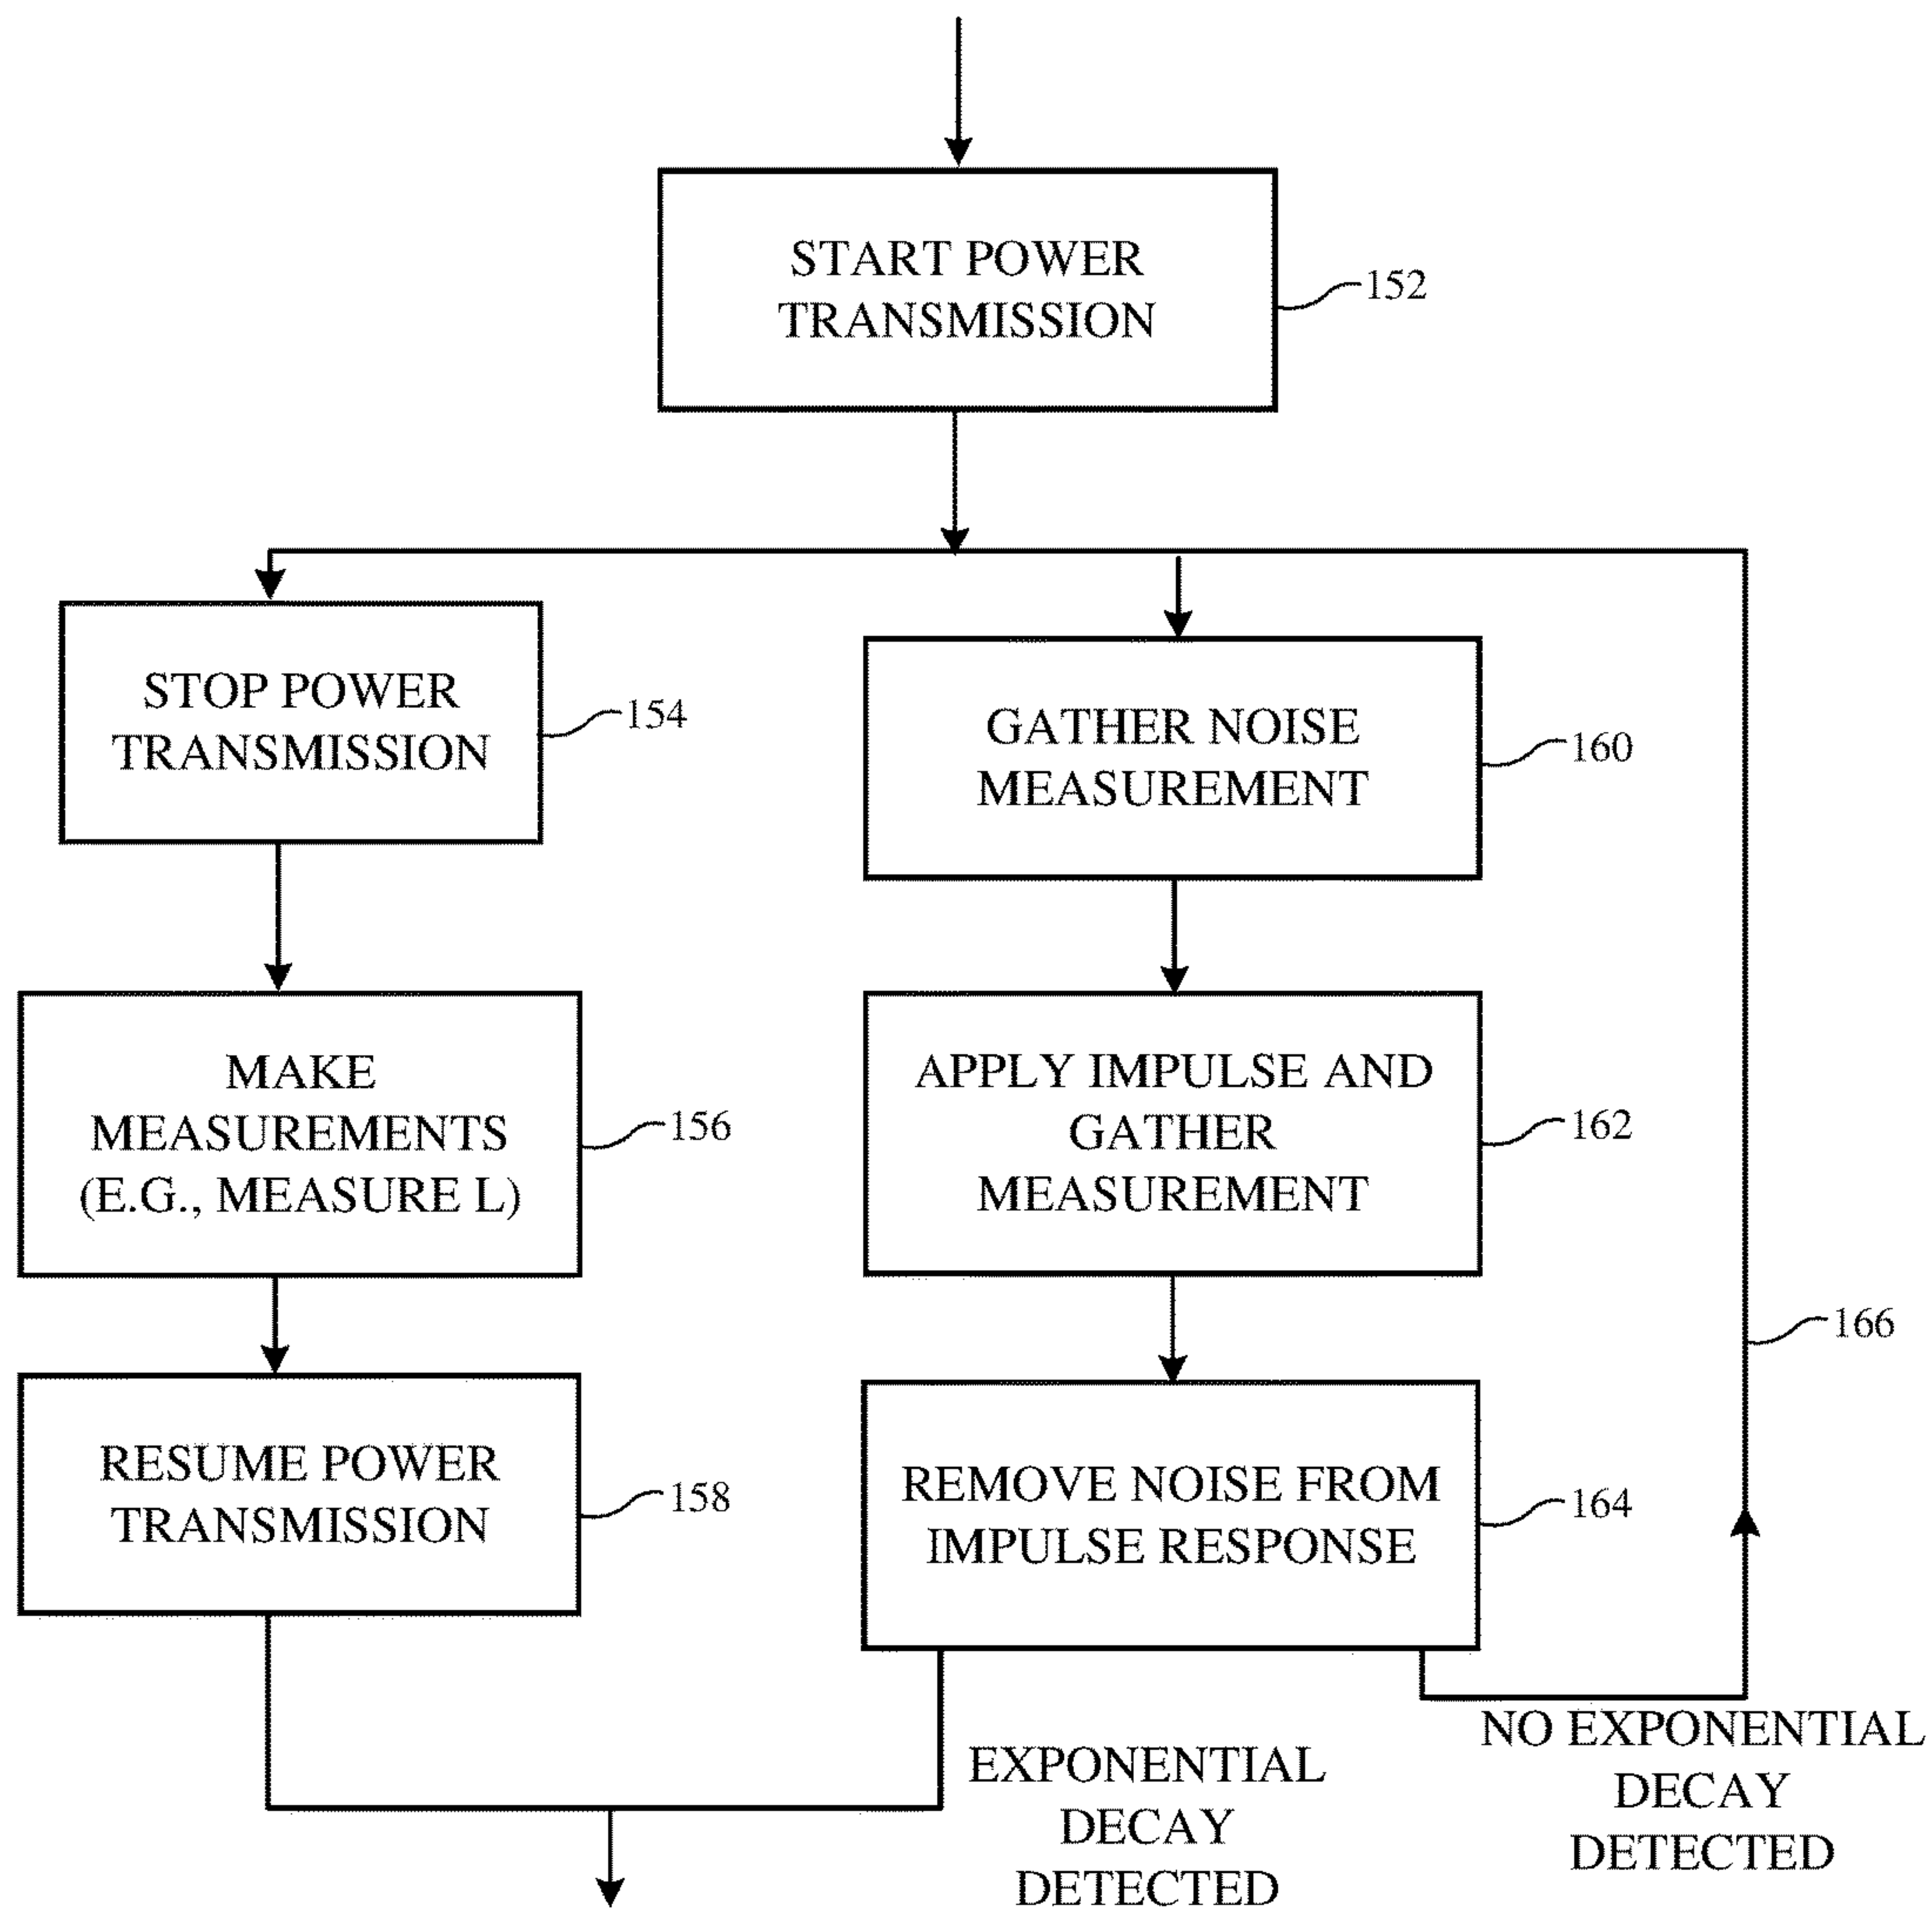 START POWER
TRANSMISSION
152
STOP POWER
TRANSMISSION
154
MAKE
MEASUREMENTS
(E.G., MEASURE L)
156
RESUME POWER
TRANSMISSION
158
GATHER NOISE
MEASUREMENT
160
APPLY IMPULSE AND
GATHER
MEASUREMENT
162
REMOVE NOISE FROM
IMPULSE RESPONSE
164
166
EXPONENTIAL
DECAY
DETECTED
NO EXPONENTIAL
DECAY
DETECTED